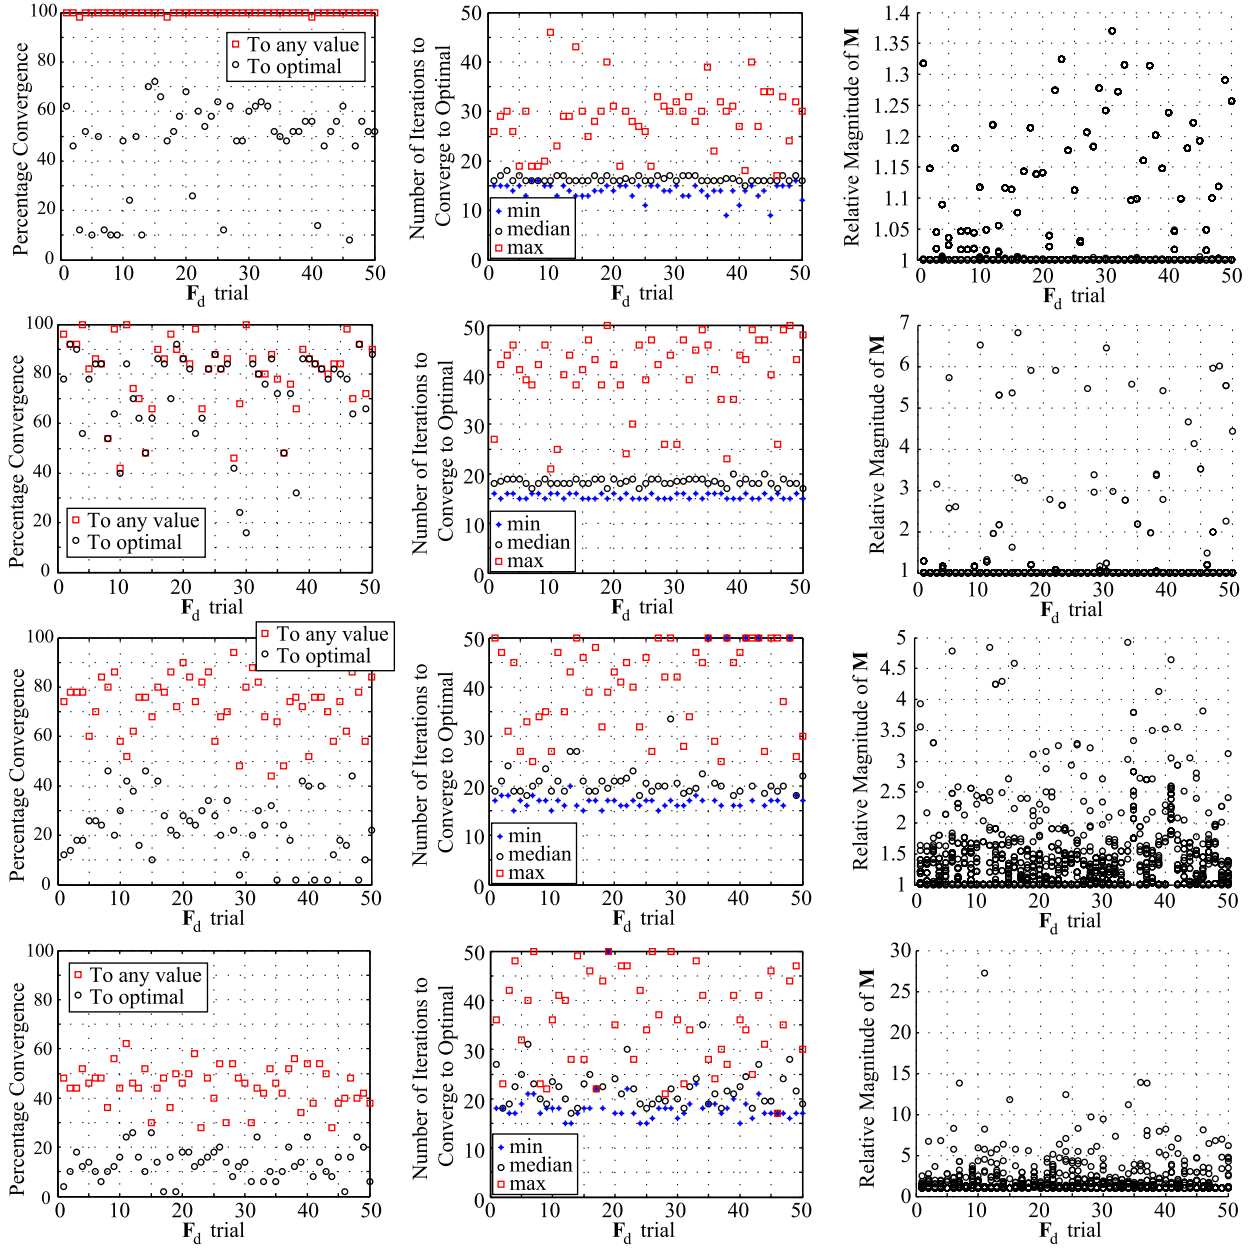 100
80
60
40
20
0
Percentage Convergence
To any value
To optimal
0 10 20 30 40 50
F_d trial
50
40
30
20
10
0
Number of Iterations to
Converge to Optimal
min
median
max
0 10 20 30 40 50
F_d trial
1.4
1.35
1.3
1.25
1.2
1.15
1.1
1.05
1
Relative Magnitude of M
0 10 20 30 40 50
F_d trial
100
80
60
40
20
0
Percentage Convergence
To any value
To optimal
0 10 20 30 40 50
F_d trial
50
40
30
20
10
0
Number of Iterations to
Converge to Optimal
min
median
max
0 10 20 30 40 50
F_d trial
7
6
5
4
3
2
1
Relative Magnitude of M
0 10 20 30 40 50
F_d trial
100
80
60
40
20
0
Percentage Convergence
To any value
To optimal
0 10 20 30 40 50
F_d trial
50
40
30
20
10
0
Number of Iterations to
Converge to Optimal
min
median
max
0 10 20 30 40 50
F_d trial
5
4.5
4
3.5
3
2.5
2
1.5
1
Relative Magnitude of M
0 10 20 30 40 50
F_d trial
100
80
60
40
20
0
Percentage Convergence
To any value
To optimal
0 10 20 30 40 50
F_d trial
50
40
30
20
10
0
Number of Iterations to
Converge to Optimal
min
median
max
0 10 20 30 40 50
F_d trial
30
25
20
15
10
5
0
Relative Magnitude of M
0 10 20 30 40 50
F_d trial